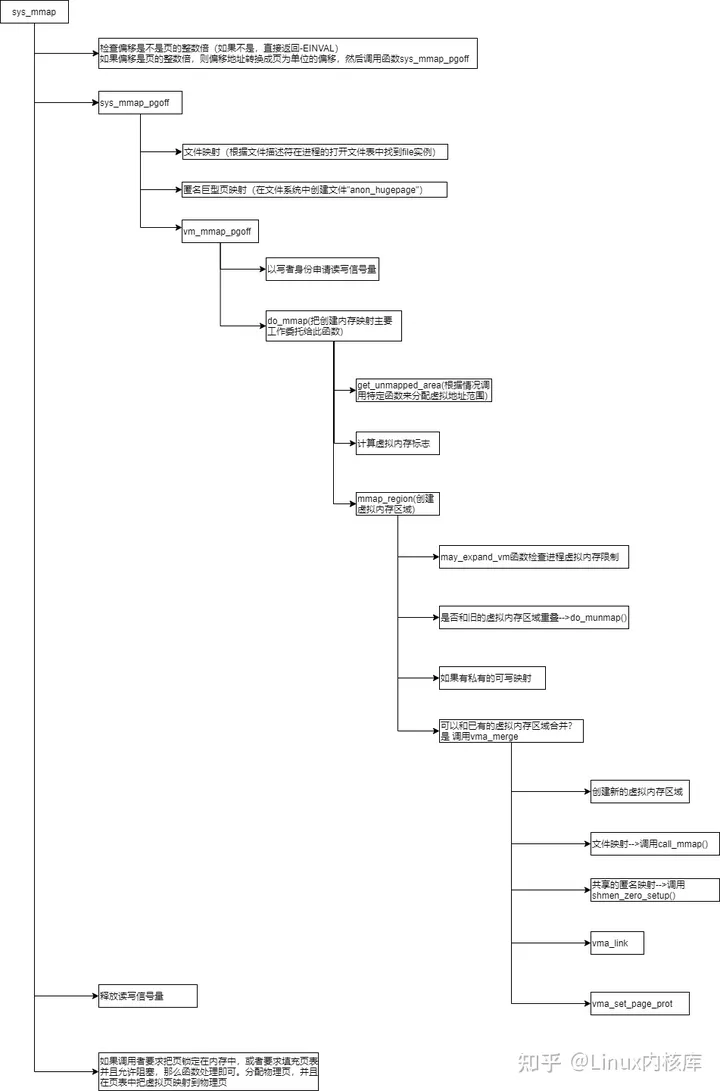 sys_mmap
检查偏移是不是页的整数倍（如果不是，直接返回-EINVAL）
如果偏移是页的整数倍，则偏移地址转换成页为单位的偏移，然后调用函数sys_mmap_pgoff
sys_mmap_pgoff
文件映射（根据文件描述符在进程的打开文件表中找到file实例）
匿名巨型页映射（在文件系统中创建文件"anon_hugepage"）
vm_mmap_pgoff
以写者身份申请读写信号量
do_mmap(把创建内存映射主要
工作委托给此函数)
get_unmapped_area(根据情况调
用特定函数来分配虚拟地址范围)
计算虚拟内存标志
mmap_region(创建
虚拟内存区域)
may_expand_vm函数检查进程虚拟内存限制
是否和旧的虚拟内存区域重叠-->do_munmap()
如果有私有的可写映射
可以和已有的虚拟内存区域合并?
是 调用vma_merge
创建新的虚拟内存区域
文件映射-->调用call_mmap()
共享的匿名映射-->调用
shmen_zero_setup()
vma_link
vma_set_page_prot
释放读写信号量
如果调用者要求把页锁定在内存中，或者要求填充页表
并且允许阻塞，那么函数处理即可。分配物理页，并且
在页表中把虚拟页映射到物理页
知乎 @Linux内核库